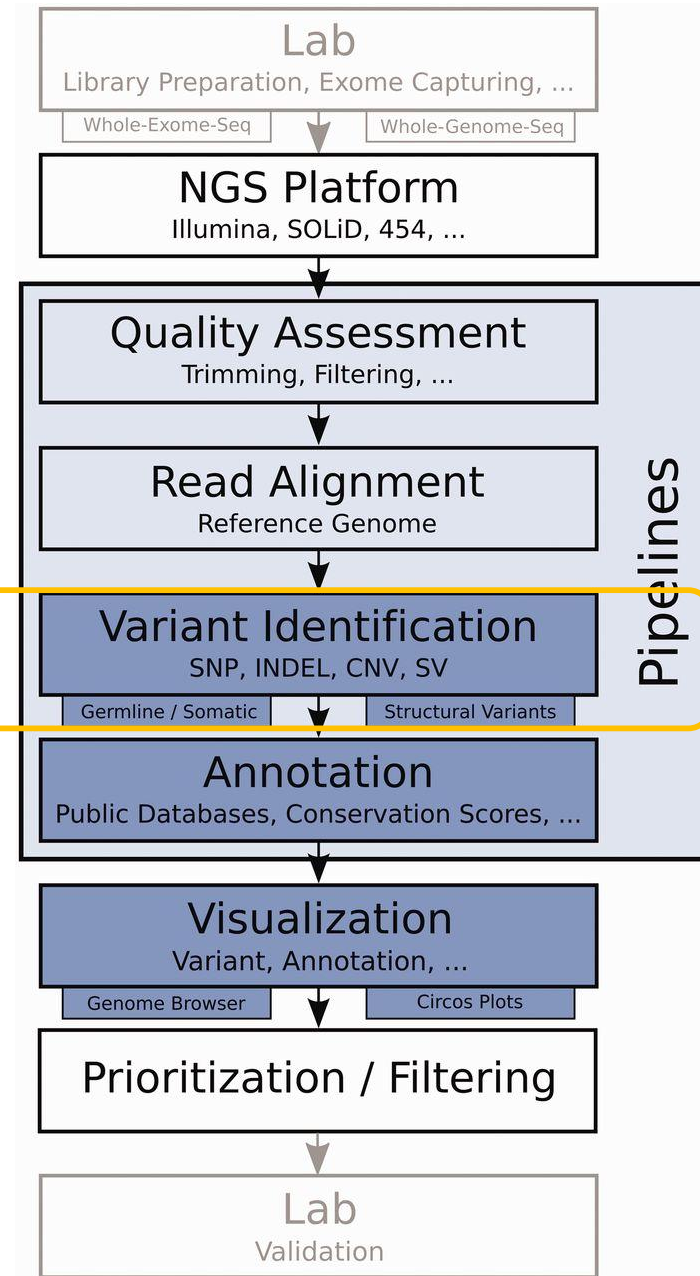 Lab
Library Preparation, Exome Capturing, ...
Whole-Exome-Seq
Whole-Genome-Seq
NGS Platform
Illumina, SOLiD, 454, ...
Quality Assessment
Trimming, Filtering, ...
Read Alignment
Reference Genome
Variant Identification
SNP, INDEL, CNV, SV
Germline / Somatic
Structural Variants
Annotation
Public Databases, Conservation Scores, ...
Pipelines
Visualization
Variant, Annotation, ...
Genome Browser
Circos Plots
Prioritization / Filtering
Lab
Validation